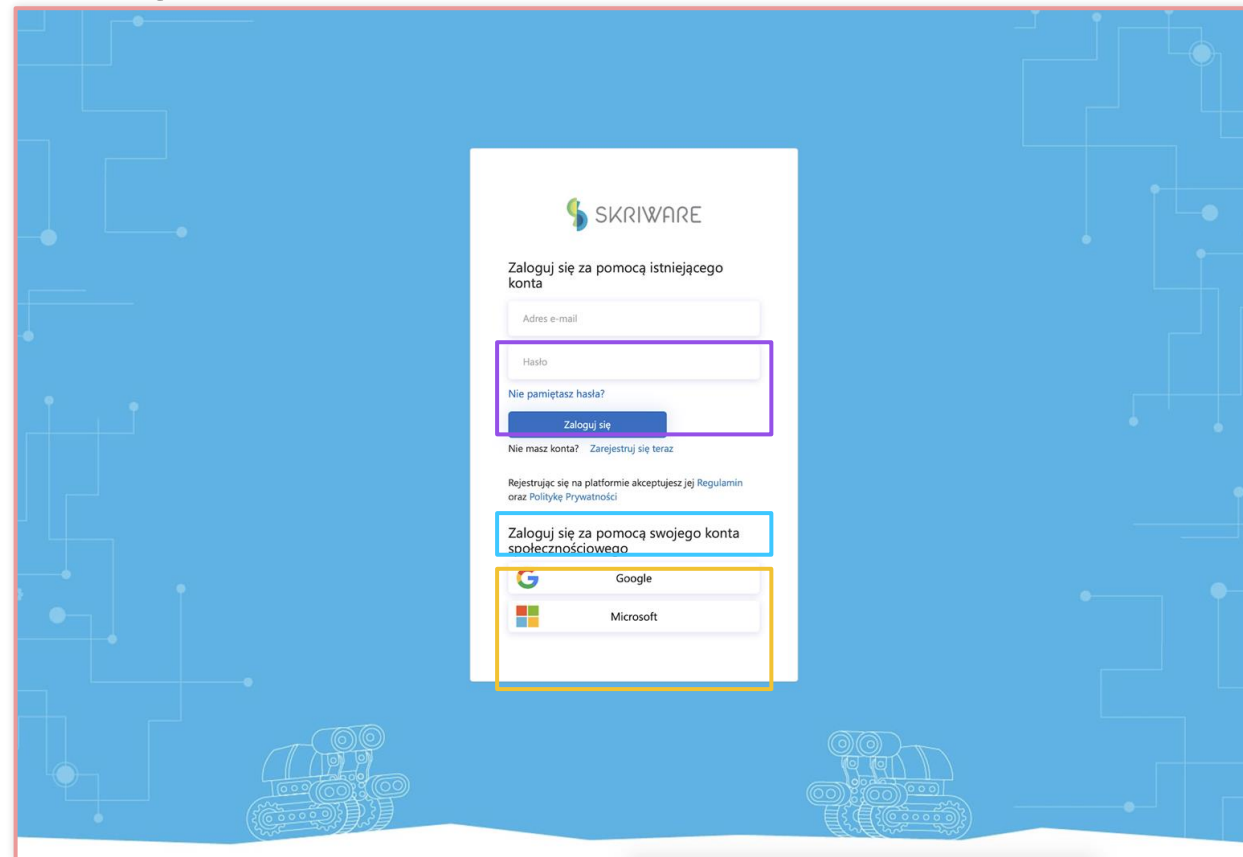 SKRIWARE
Zaloguj się za pomocą istniejącego
konta
Adres e-mail
Hasło
Nie pamiętasz hasła?
Zaloguj się
Nie masz konta? Zarejestruj się teraz
Rejestrując się na platformie akceptujesz jej Regulamin
oraz Politykę Prywatności
Zaloguj się za pomocą swojego konta
społecznościowego
Google
Microsoft